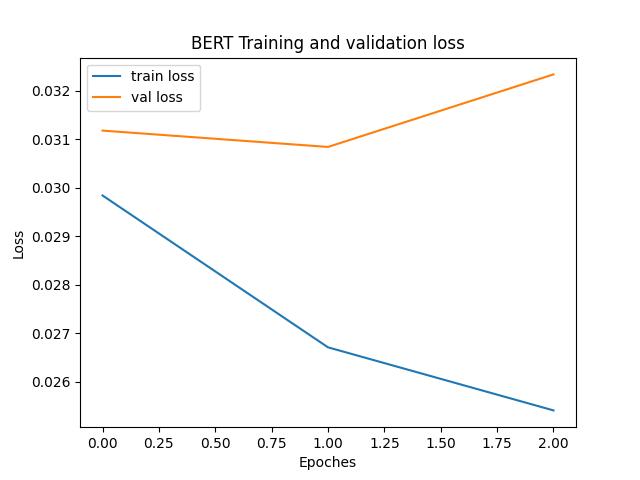 BERT Training and validation loss
train loss
val loss
0.032
0.031
0.030
0.029
0.028
0.027
0.026
Loss
0.00 0.25 0.50 0.75 1.00 1.25 1.50 1.75 2.00
Epoches